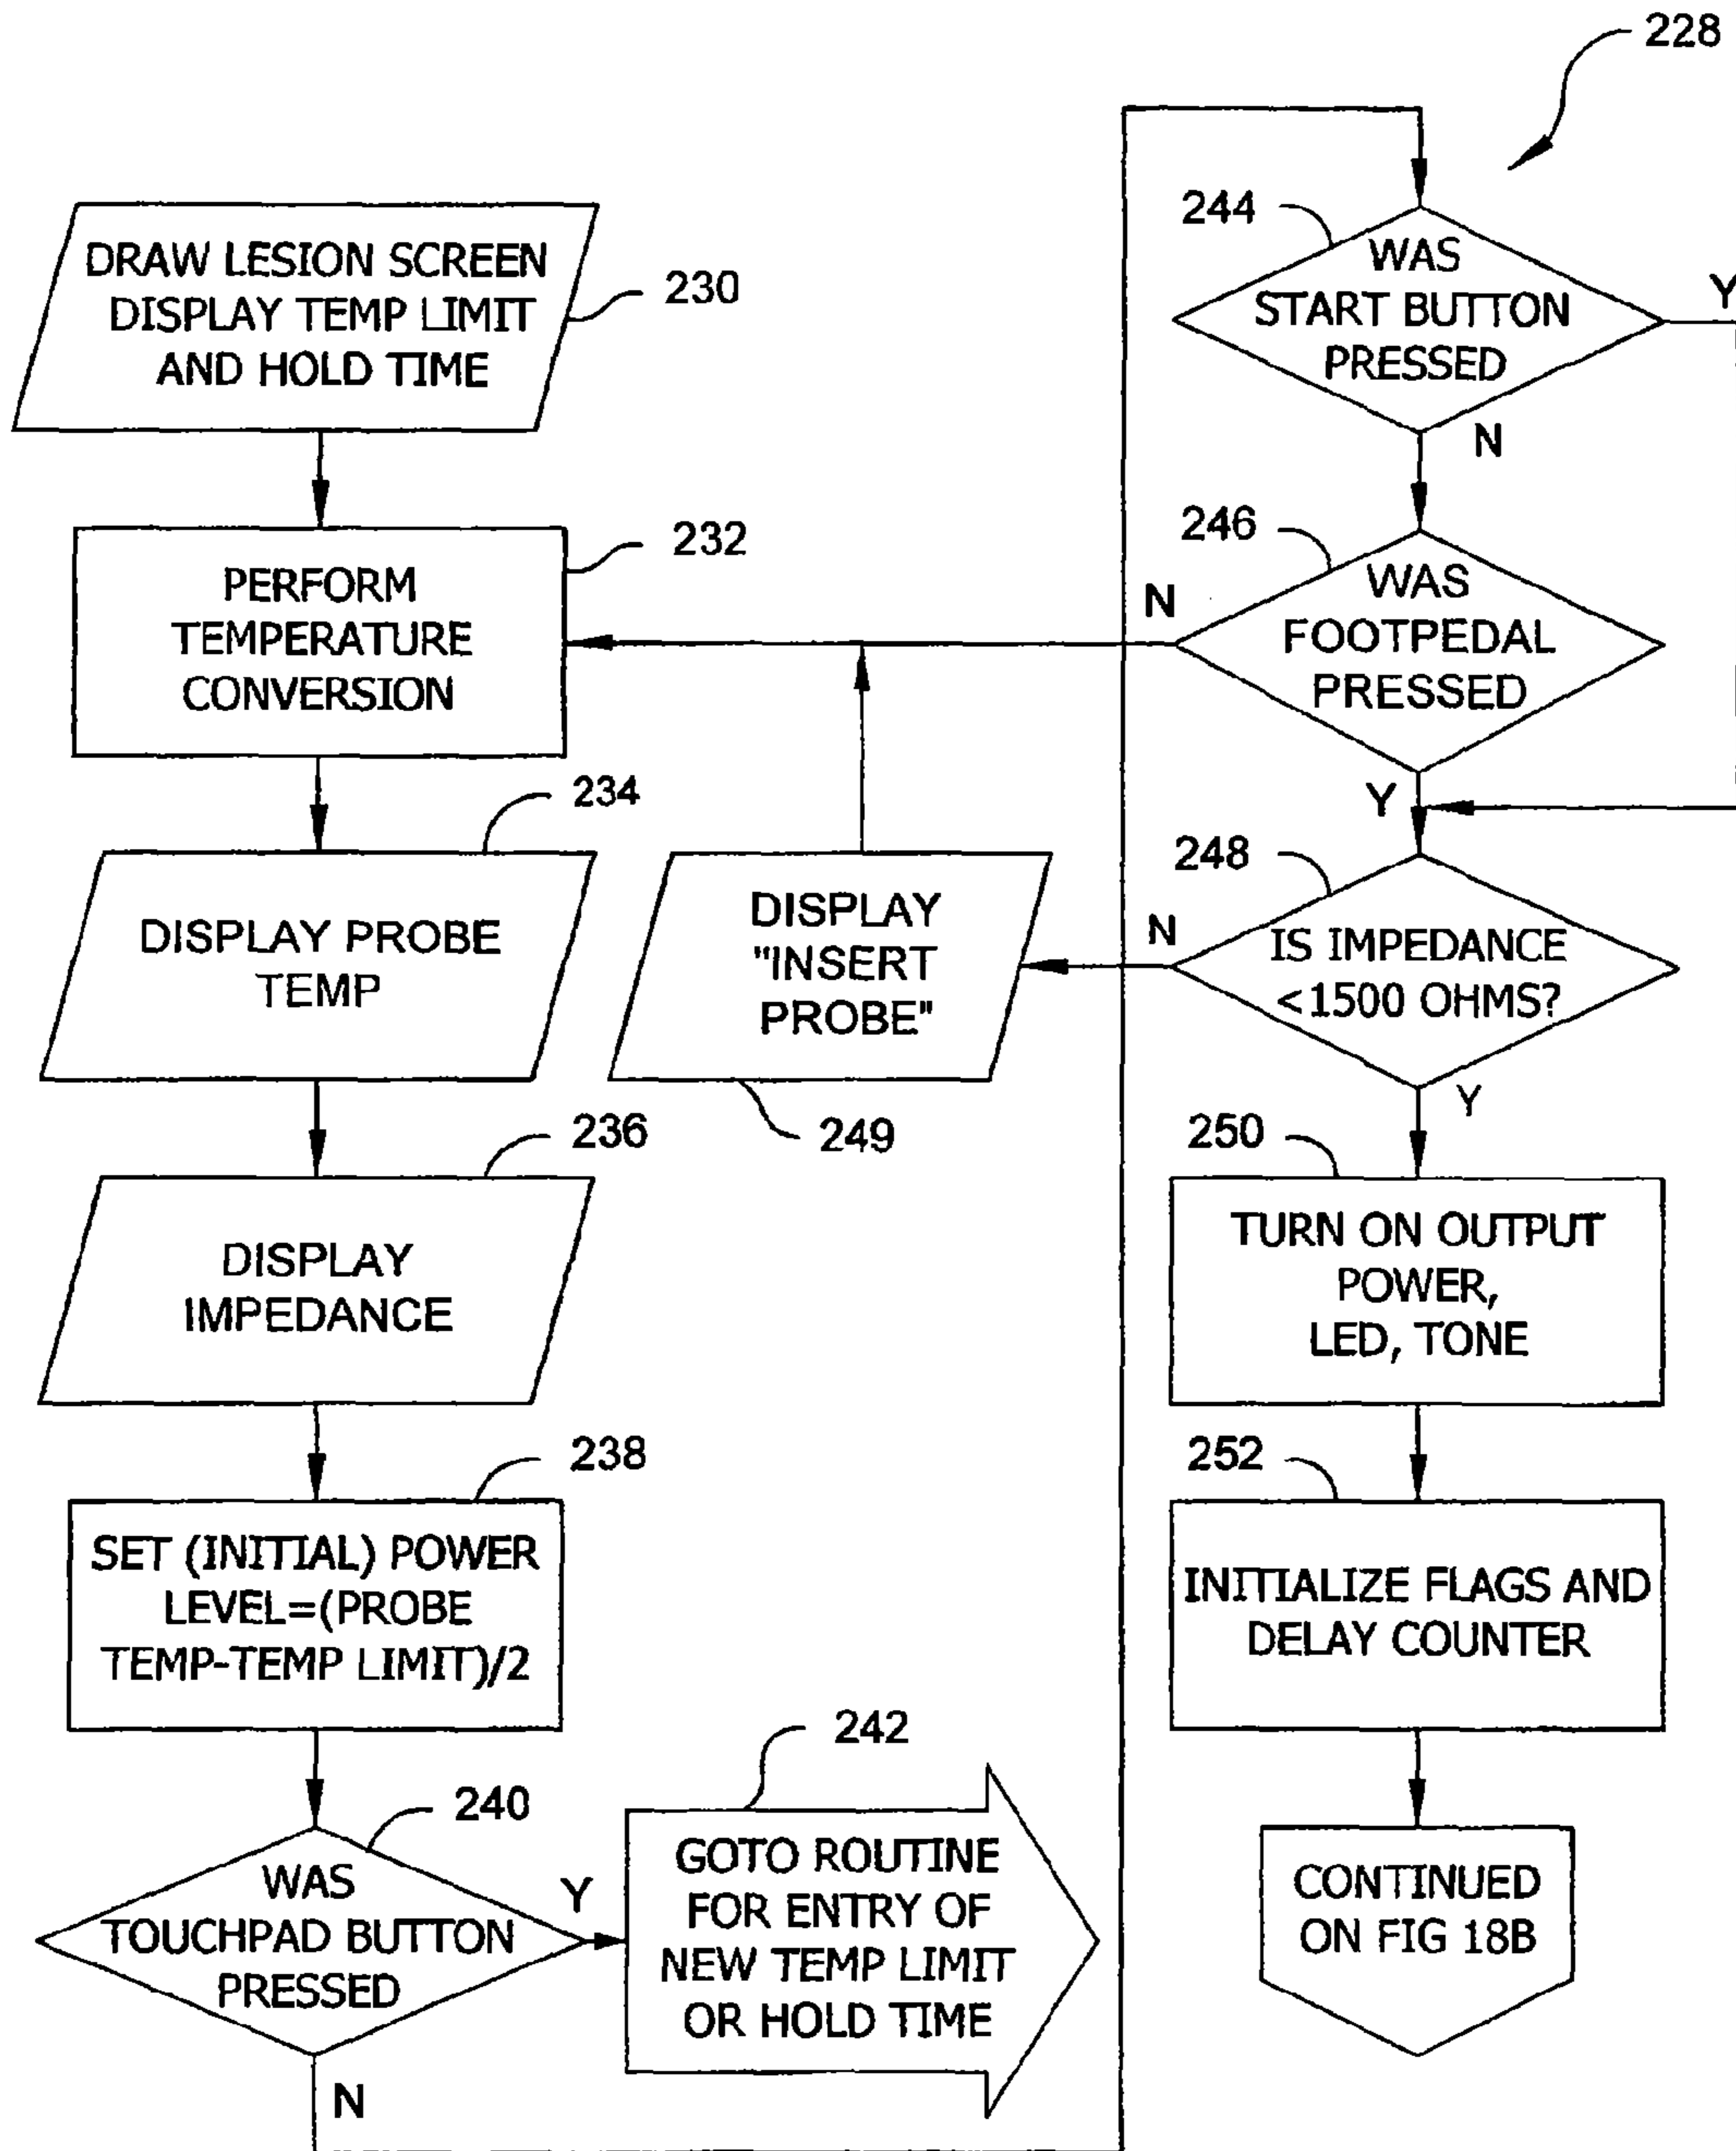 228
DRAW LESION SCREEN
DISPLAY TEMP LIMIT
AND HOLD TIME
230
PERFORM
TEMPERATURE
CONVERSION
232
DISPLAY PROBE
TEMP
234
DISPLAY
IMPEDANCE
236
SET (INITIAL) POWER
LEVEL=(PROBE
TEMP-TEMP LIMIT)/2
238
WAS
TOUCHPAD BUTTON
PRESSED
240
Y
N
GOTO ROUTINE
FOR ENTRY OF
NEW TEMP LIMIT
OR HOLD TIME
242
244
WAS
START BUTTON
PRESSED
Y
N
246
WAS
FOOTPEDAL
PRESSED
N
Y
248
IS IMPEDANCE
<1500 OHMS?
N
Y
DISPLAY
"INSERT
PROBE"
249
250
TURN ON OUTPUT
POWER,
LED, TONE
252
INITIALIZE FLAGS AND
DELAY COUNTER
CONTINUED
ON FIG 18B